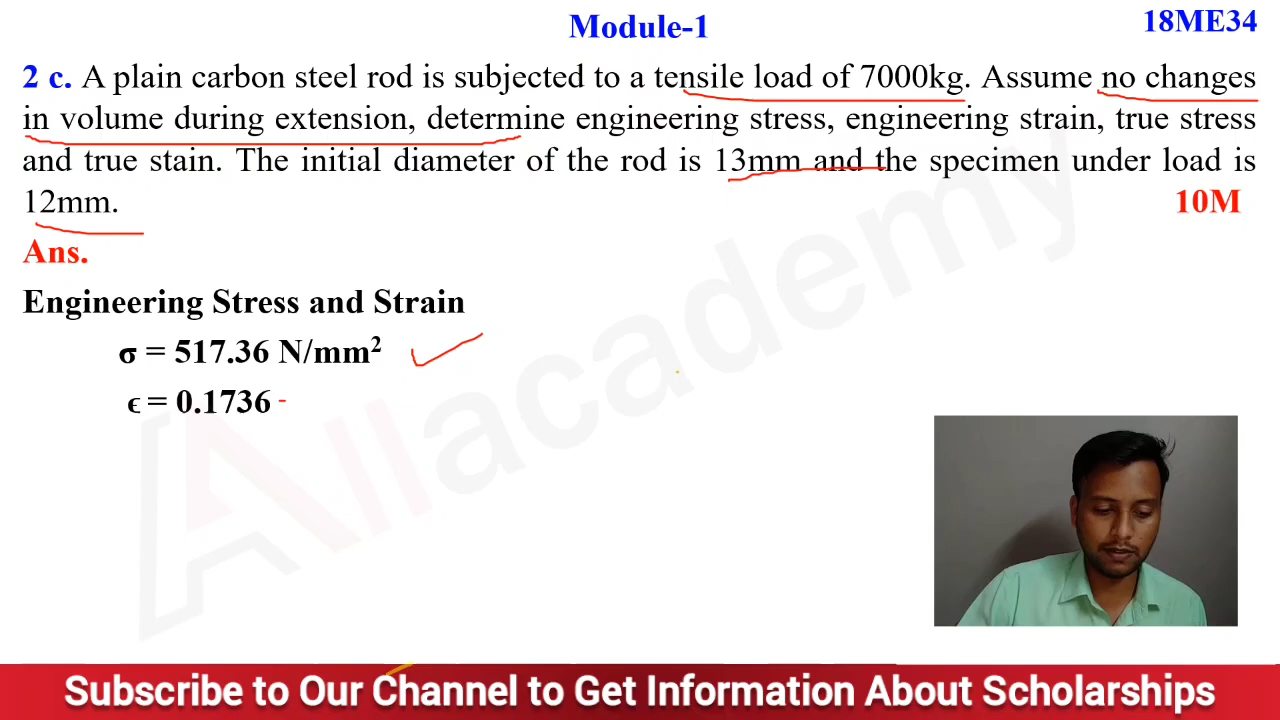 Module-1
18ME34
2 c. A plain carbon steel rod is subjected to a tensile load of 7000kg. Assume no changes
in volume during extension, determine engineering stress, engineering strain, true stress
and true stain. The initial diameter of the rod is 13mm and the specimen under load is
12mm.
10M
Ans.
Engineering Stress and Strain
σ = 517.36 N/mm²
ϵ = 0.1736
Allacademy
Subscribe to Our Channel to Get Information About Scholarships